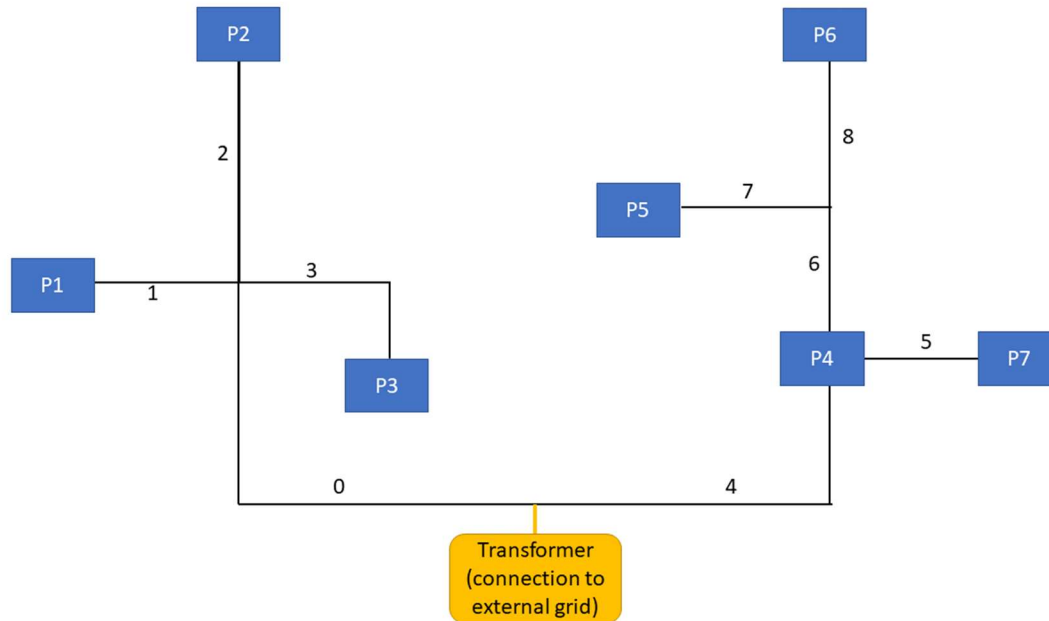 P2
P6
2
8
7
P5
3
6
P1
1
5
P4
P7
P3
0
4
Transformer
(connection to
external grid)